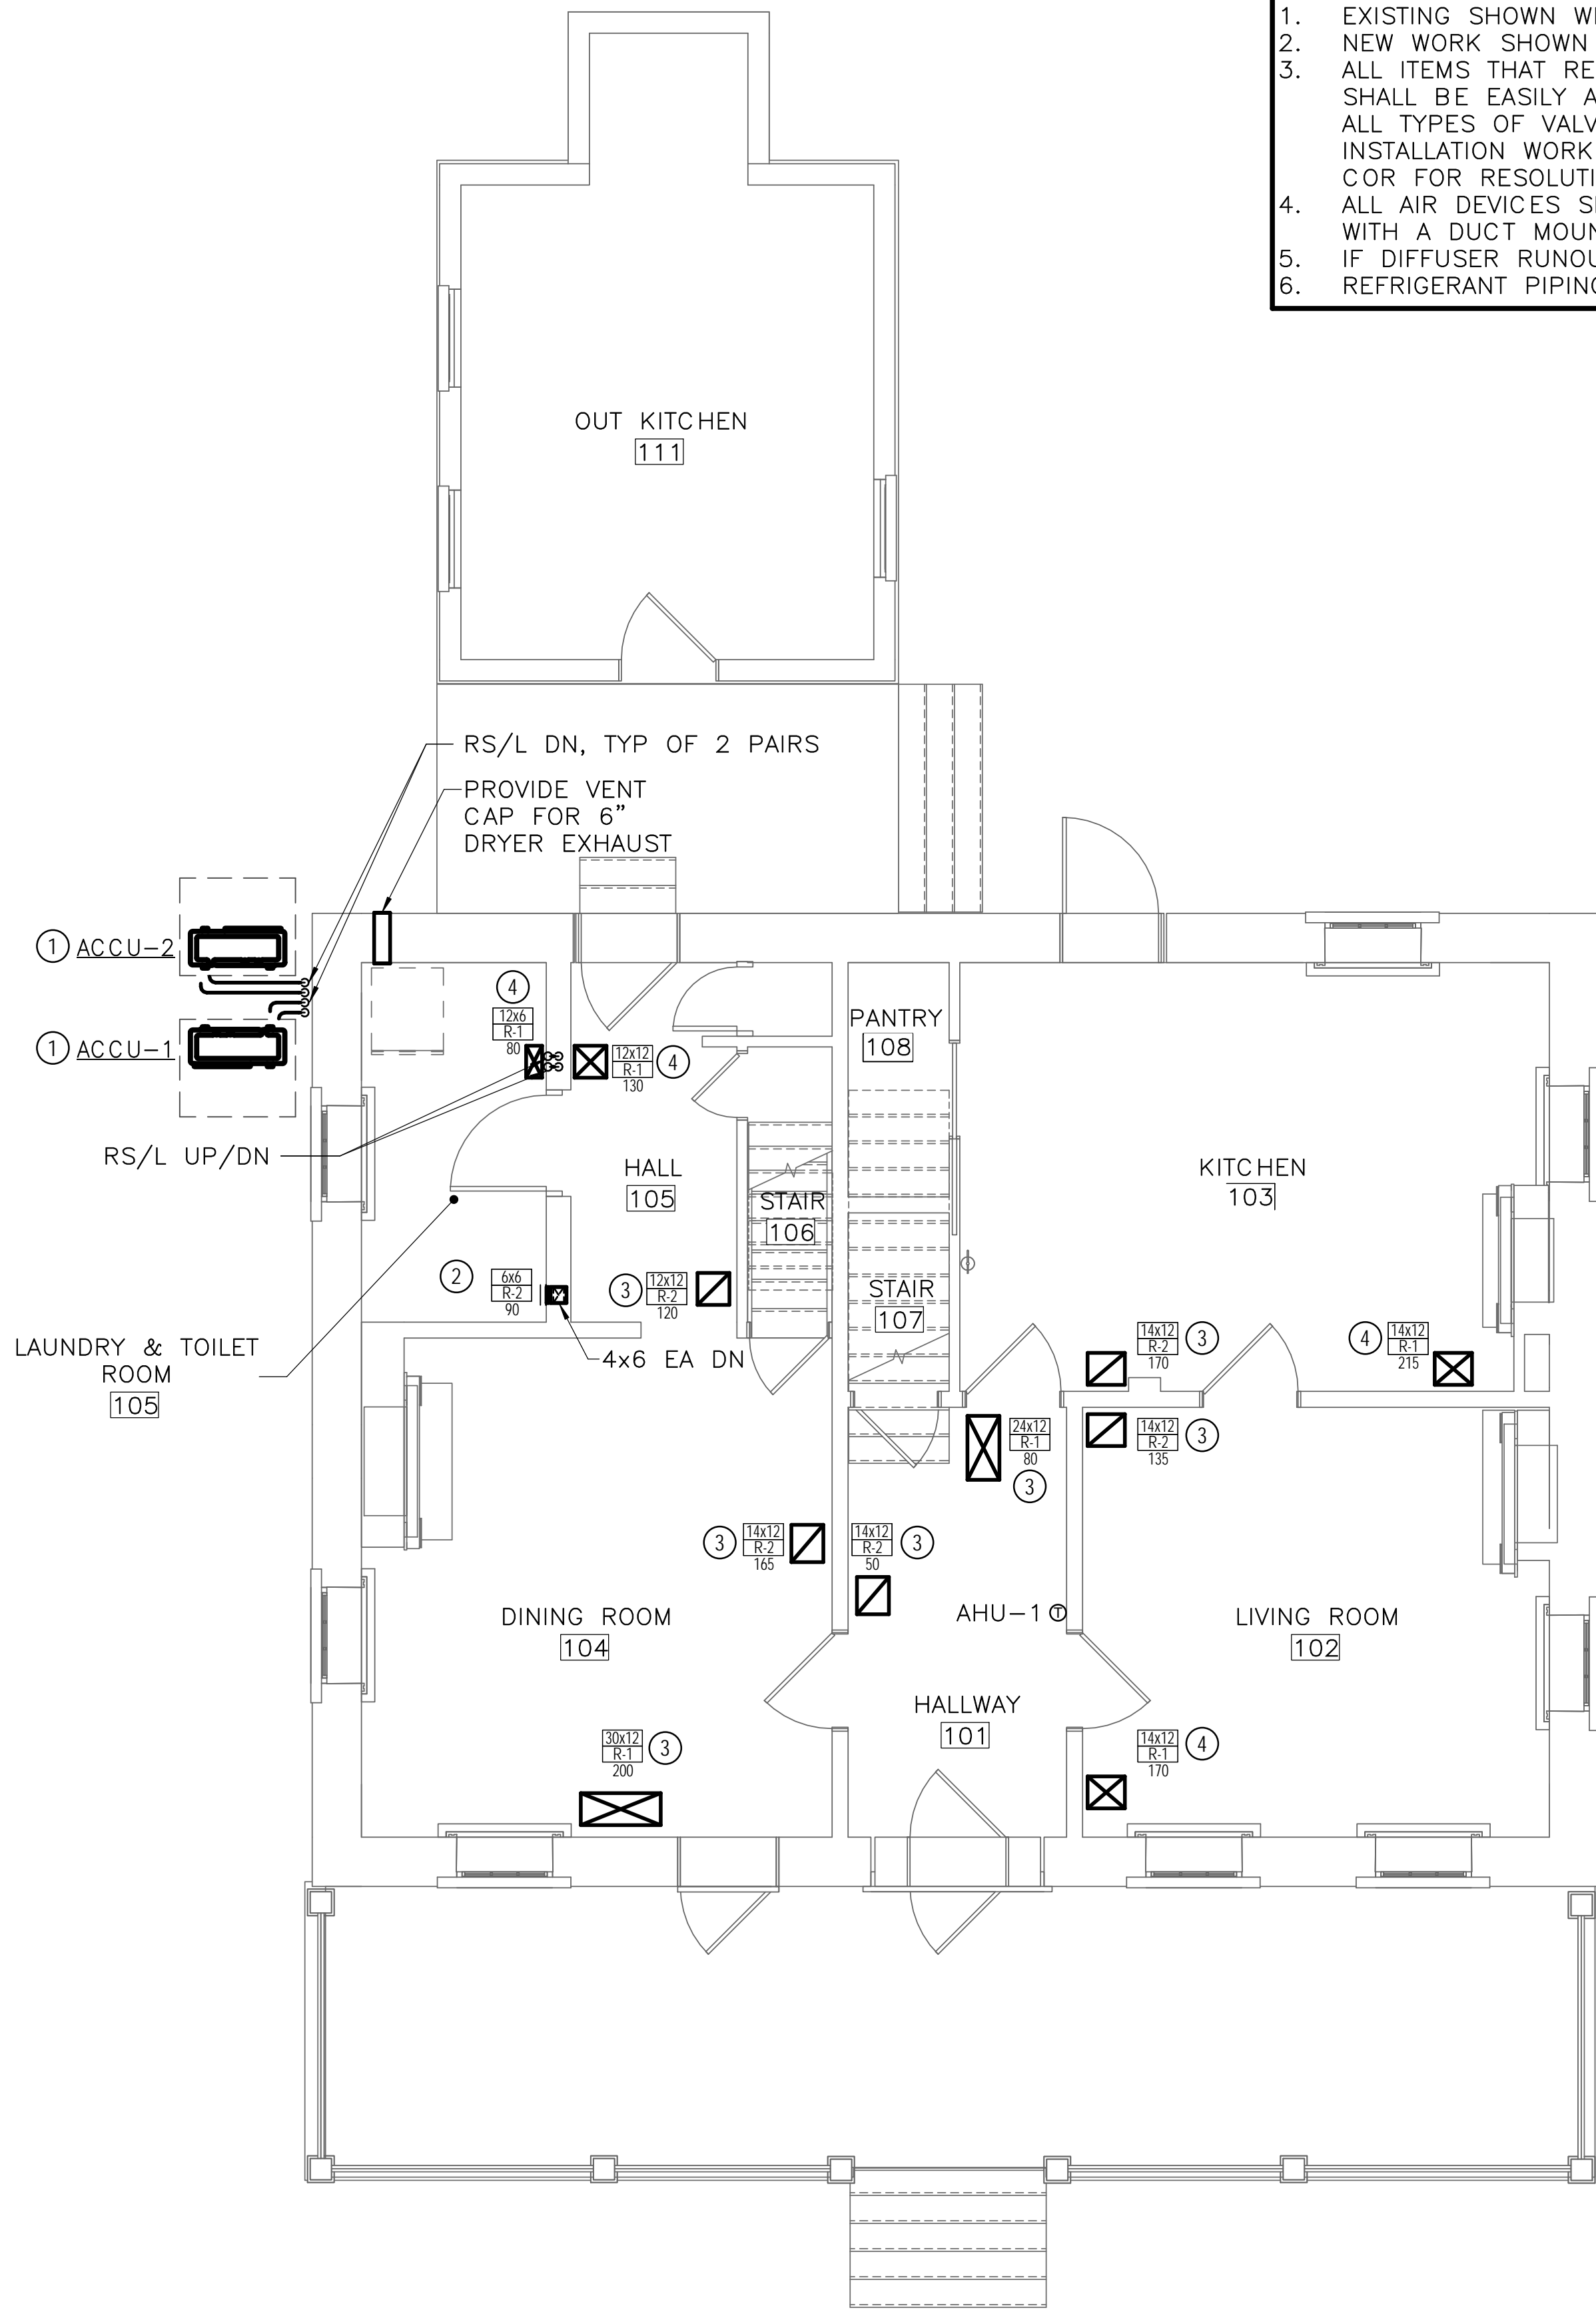 1. EXISTING SHOWN
2. NEW WORK SHOWN
3. ALL ITEMS THAT
SHALL BE EASILY
ALL TYPES OF
INSTALLATION WORK
COR FOR
4. ALL AIR DEVICES
WITH A DUCT
5. IF DIFFUSER
6. REFRIGERANT
OUT KITCHEN
111
RS/L DN, TYP OF 2 PAIRS
PROVIDE VENT
CAP FOR 6”
DRYER EXHAUST
1 ACCU-2
1 ACCU-1
4
12x6
R-1
80
12x12
R-1
130
4
PANTRY
108
RS/L UP/DN
HALL
105
STAIR
106
KITCHEN
103
2
6x6
R-2
90
3
12x12
R-2
120
STAIR
107
4x6 EA DN
LAUNDRY & TOILET
ROOM
105
14x12
R-2
170
3
4
14x12
R-1
215
24x12
R-1
80
3
14x12
R-2
135
3
3
14x12
R-2
165
14x12
R-2
50
3
AHU-1 T
DINING ROOM
104
LIVING ROOM
102
HALLWAY
101
30x12
R-1
200
3
14x12
R-1
170
4